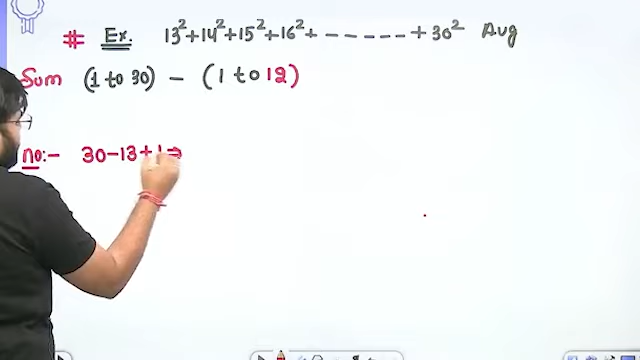 # Ex. 13²+14²+15²+16²+ - - - - - - + 30² Avg
Sum (1 to 30) - (1 to 12)
no:- 30-13+1⇒